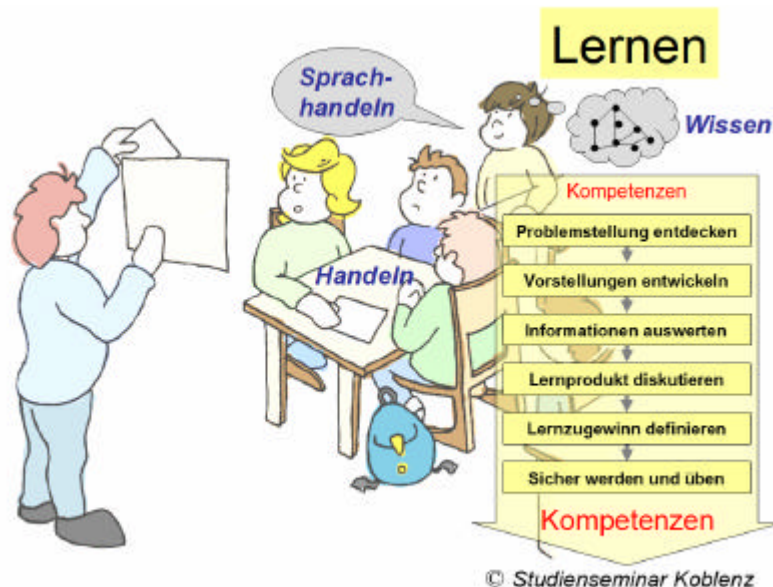 Lernen
Sprach-
handeln
Wissen
Handeln
Kompetenzen
Problemstellung entdecken
Vorstellungen entwickeln
Informationen auswerten
Lernprodukt diskutieren
Lernzugewinn definieren
Sicher werden und üben
Kompetenzen
© Studienseminar Koblenz